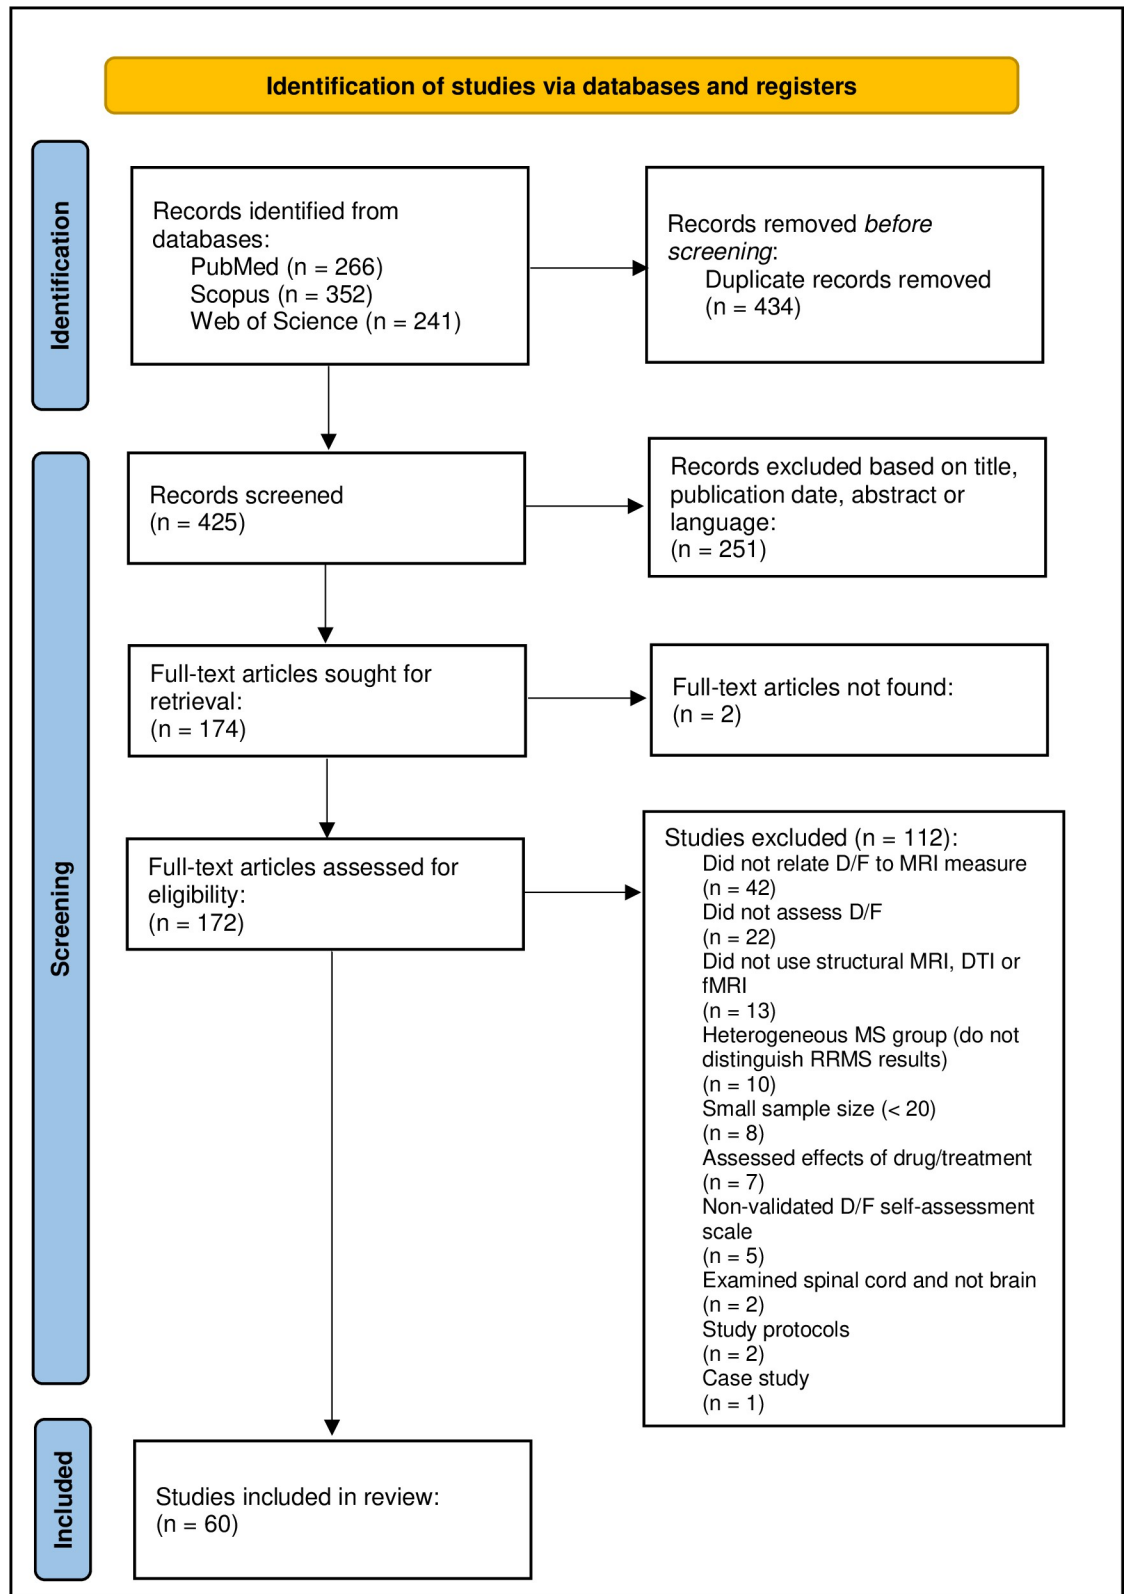 Identification of studies via databases and registers
Identification
Records identified from
databases:
PubMed (n = 266)
Scopus (n = 352)
Web of Science (n = 241)
Records removed before
screening:
Duplicate records removed
(n = 434)
Screening
Records screened
(n = 425)
Records excluded based on title,
publication date, abstract or
language:
(n = 251)
Full-text articles sought for
retrieval:
(n = 174)
Full-text articles not found:
(n = 2)
Full-text articles assessed for
eligibility:
(n = 172)
Studies excluded (n = 112):
Did not relate D/F to MRI measure
(n = 42)
Did not assess D/F
(n = 22)
Did not use structural MRI, DTI or
fMRI
(n = 13)
Heterogeneous MS group (do not
distinguish RRMS results)
(n = 10)
Small sample size (< 20)
(n = 8)
Assessed effects of drug/treatment
(n = 7)
Non-validated D/F self-assessment
scale
(n = 5)
Examined spinal cord and not brain
(n = 2)
Study protocols
(n = 2)
Case study
(n = 1)
Included
Studies included in review:
(n = 60)